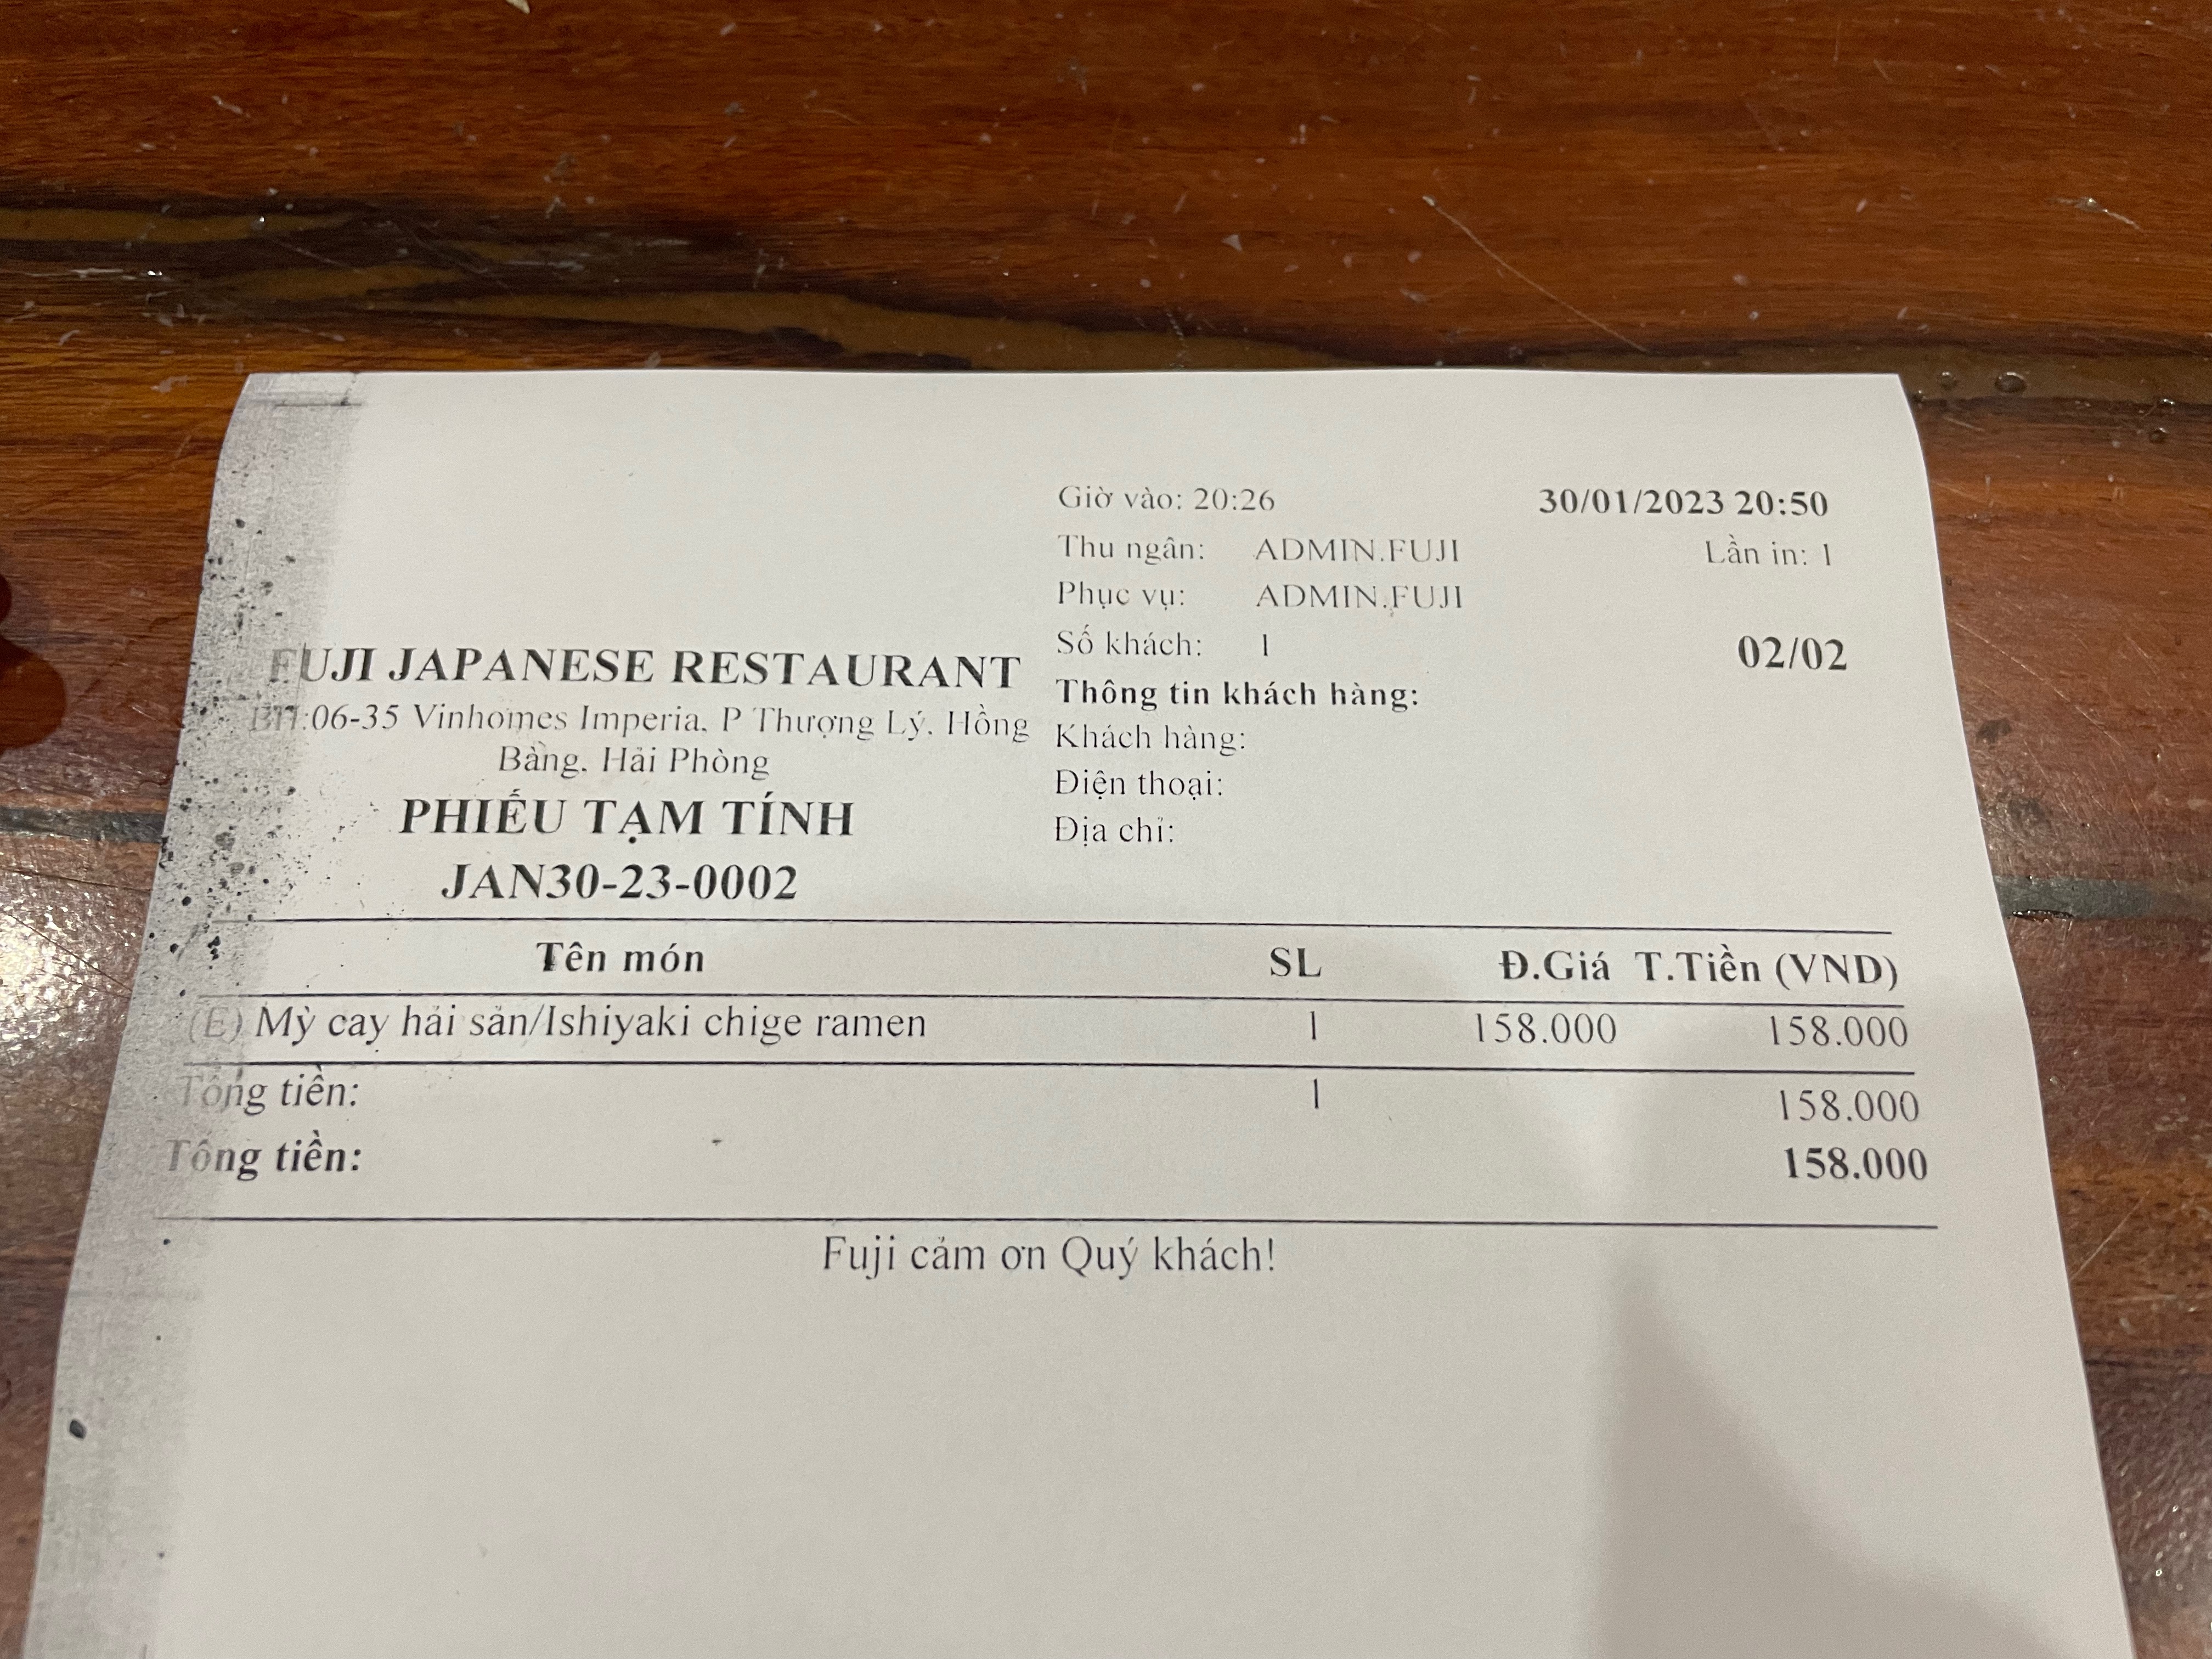 Giờ vào: 20:26 30/01/2023 20:50
Thu ngân: ADMIN.FUJI Lần in: 1
Phục vụ: ADMIN.FUJI
Số khách: 1 02/02
FUJI JAPANESE RESTAURANT
BH:06-35 Vinhomes Imperia, P Thượng Lý, Hồng
Bàng, Hải Phòng
PHIẾU TẠM TÍNH
JAN30-23-0002
Thông tin khách hàng:
Khách hàng:
Điện thoại:
Địa chỉ:
Tên món SL Đ.Giá T.Tiền (VND)
(E) Mỳ cay hải sản/Ishiyaki chige ramen 1 158.000 158.000
Tổng tiền: 1 158.000
Tổng tiền: 158.000
Fuji cảm ơn Quý khách!